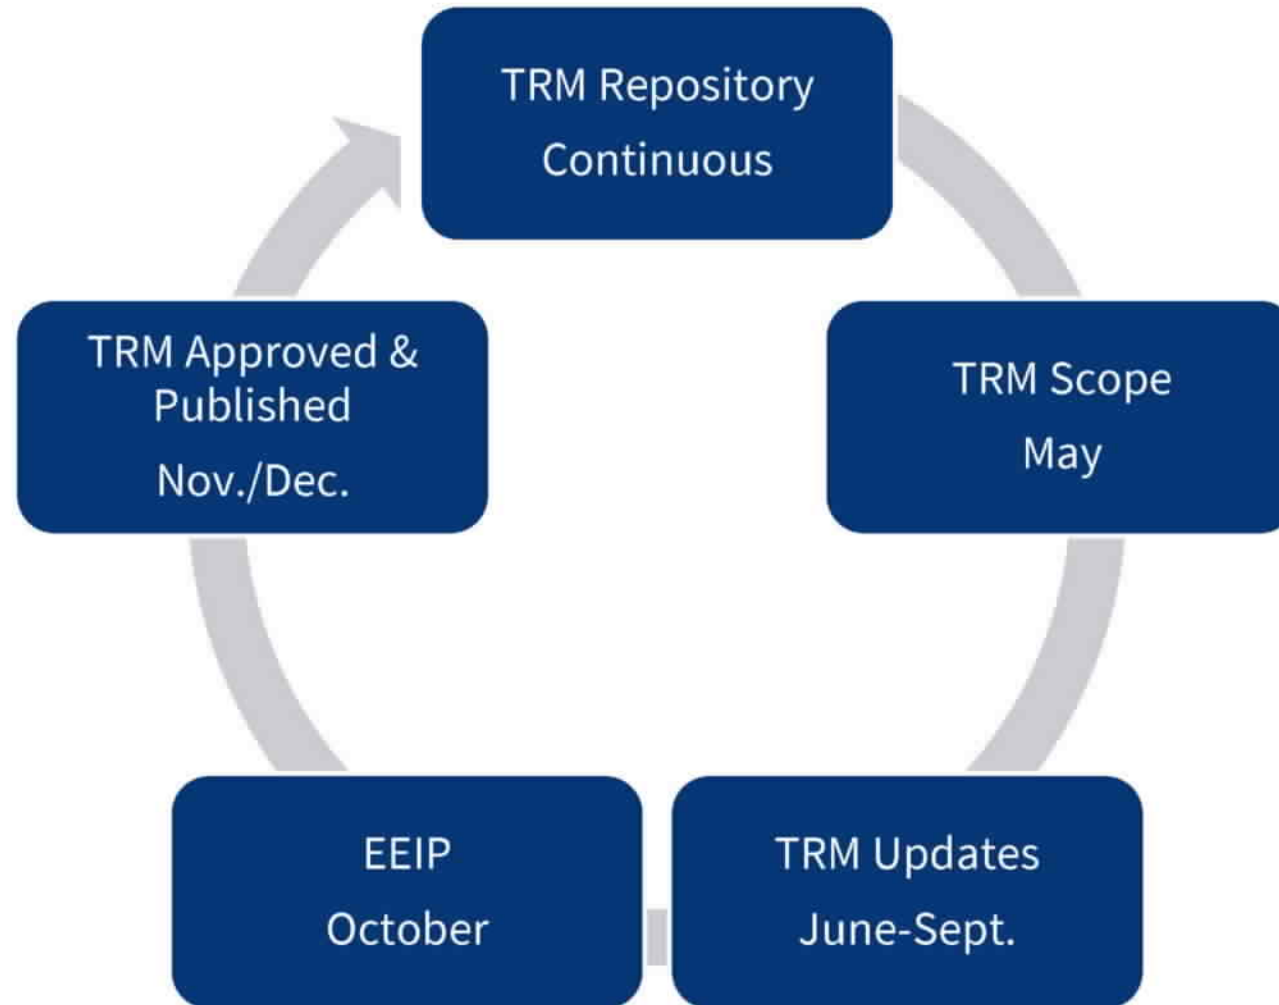 TRM Repository
Continuous
TRM Scope
May
TRM Updates
June-Sept.
EEIP
October
TRM Approved &
Published
Nov./Dec.